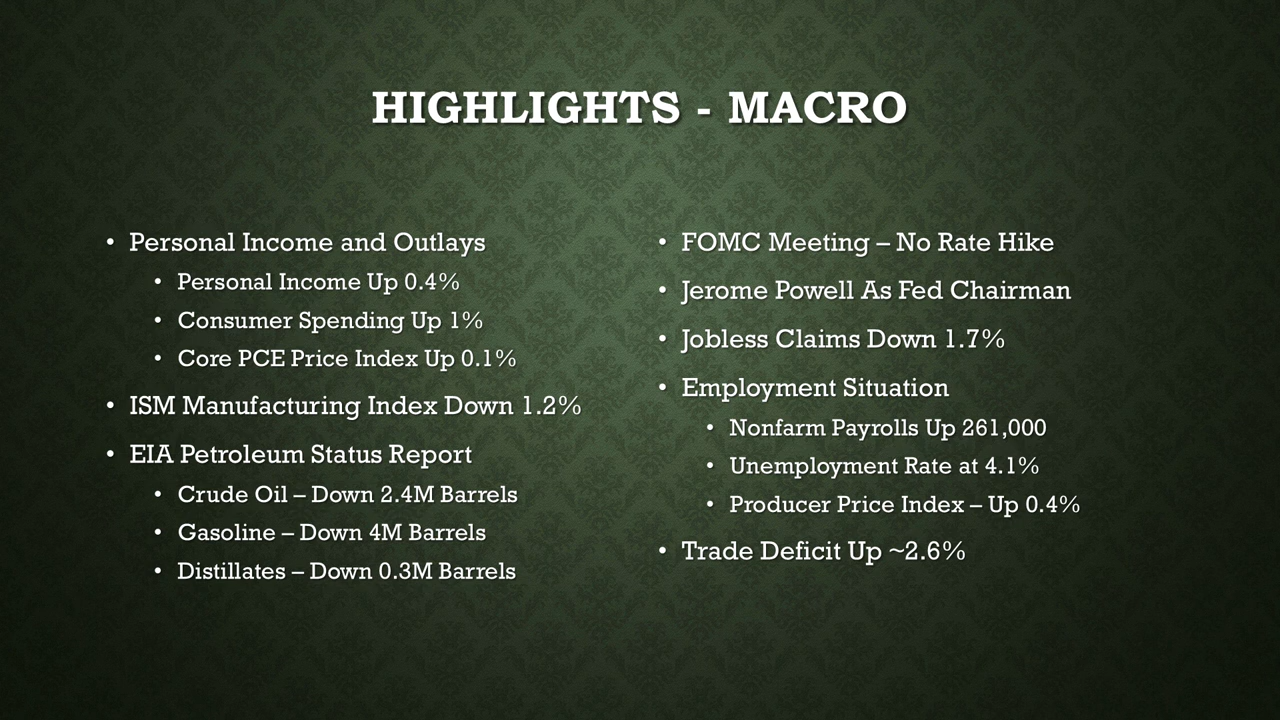 HIGHLIGHTS - MACRO
• Personal Income and Outlays
• Personal Income Up 0.4%
• Consumer Spending Up 1%
• Core PCE Price Index Up 0.1%
• ISM Manufacturing Index Down 1.2%
• EIA Petroleum Status Report
• Crude Oil – Down 2.4M Barrels
• Gasoline – Down 4M Barrels
• Distillates – Down 0.3M Barrels
• FOMC Meeting – No Rate Hike
• Jerome Powell As Fed Chairman
• Jobless Claims Down 1.7%
• Employment Situation
• Nonfarm Payrolls Up 261,000
• Unemployment Rate at 4.1%
• Producer Price Index – Up 0.4%
• Trade Deficit Up ~2.6%